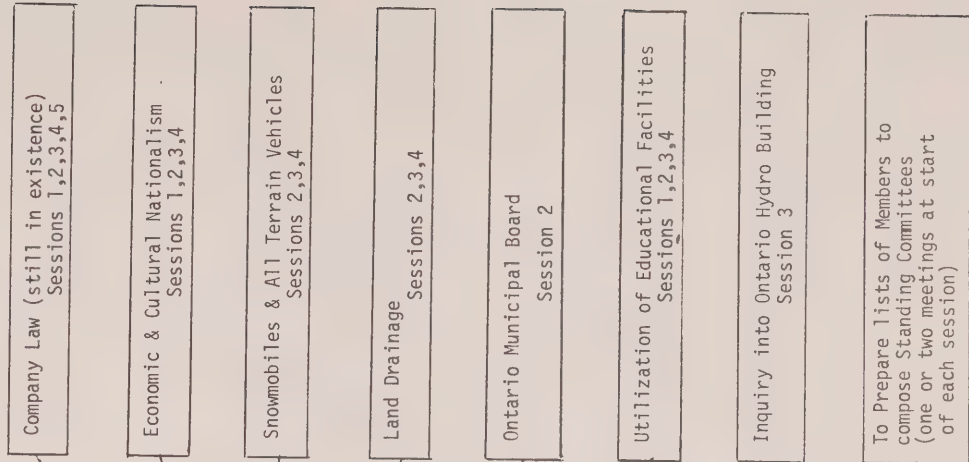 Company Law (still in existence)
Sessions 1,2,3,4,5
Economic & Cultural Nationalism
Sessions 1,2,3,4
Snowmobiles & All Terrain Vehicles
Sessions 2,3,4
Land Drainage
Sessions 2,3,4
Ontario Municipal Board
Session 2
Utilization of Educational Facilities
Sessions 1,2,3,4
Inquiry into Ontario Hydro Building
Session 3
To Prepare lists of Members to
compose Standing Committees
(one or two meetings at start
of each session)